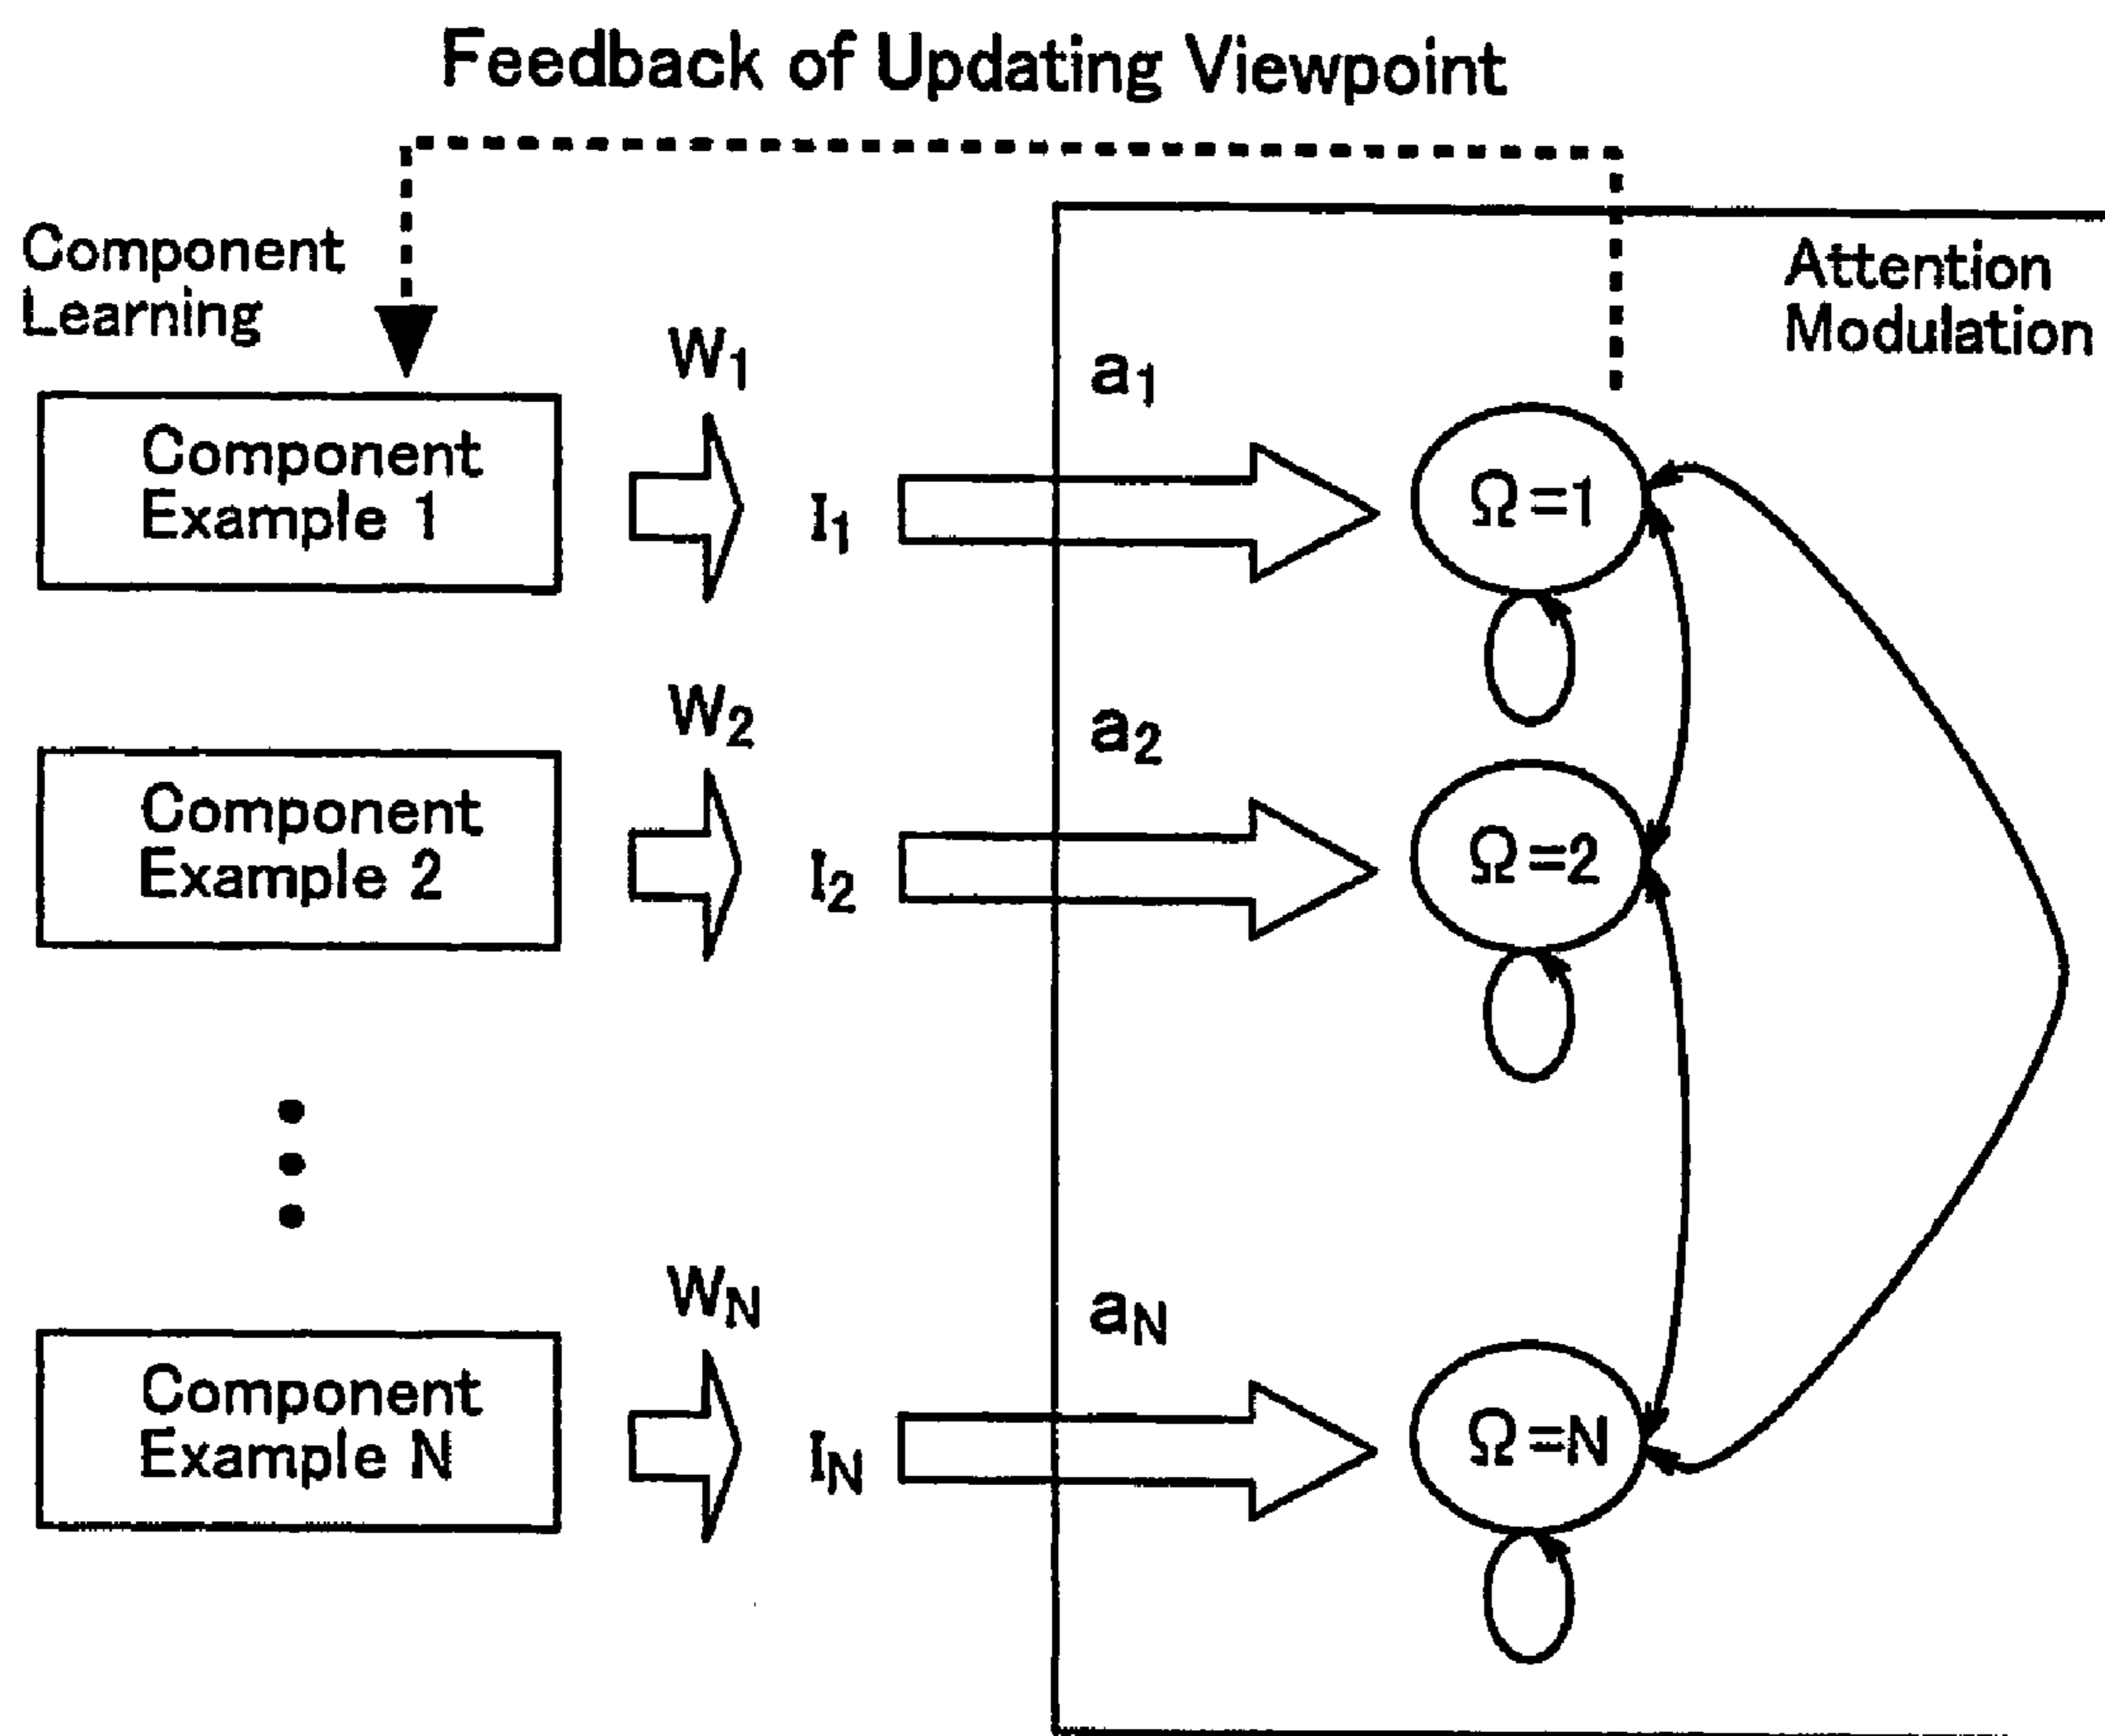 Feedback of Updating Viewpoint
Component
Learning
Attention
Modulation
W1
a1
Component
Example 1
I1
Ω=1
W2
a2
Component
Example 2
I2
Ω=2
WN
aN
Component
Example N
IN
Ω=N